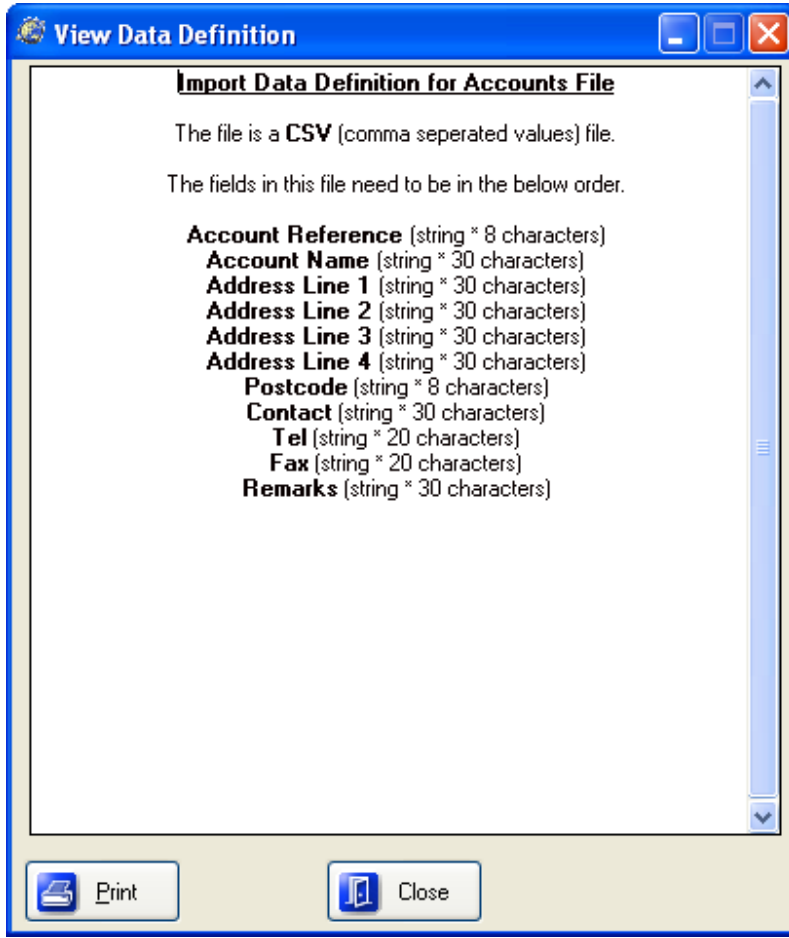 View Data Definition
Import Data Definition for Accounts File
The file is a CSV (comma seperated values) file.
The fields in this file need to be in the below order.
Account Reference (string * 8 characters)
Account Name (string * 30 characters)
Address Line 1 (string * 30 characters)
Address Line 2 (string * 30 characters)
Address Line 3 (string * 30 characters)
Address Line 4 (string * 30 characters)
Postcode (string * 8 characters)
Contact (string * 30 characters)
Tel (string * 20 characters)
Fax (string * 20 characters)
Remarks (string * 30 characters)
Print Close